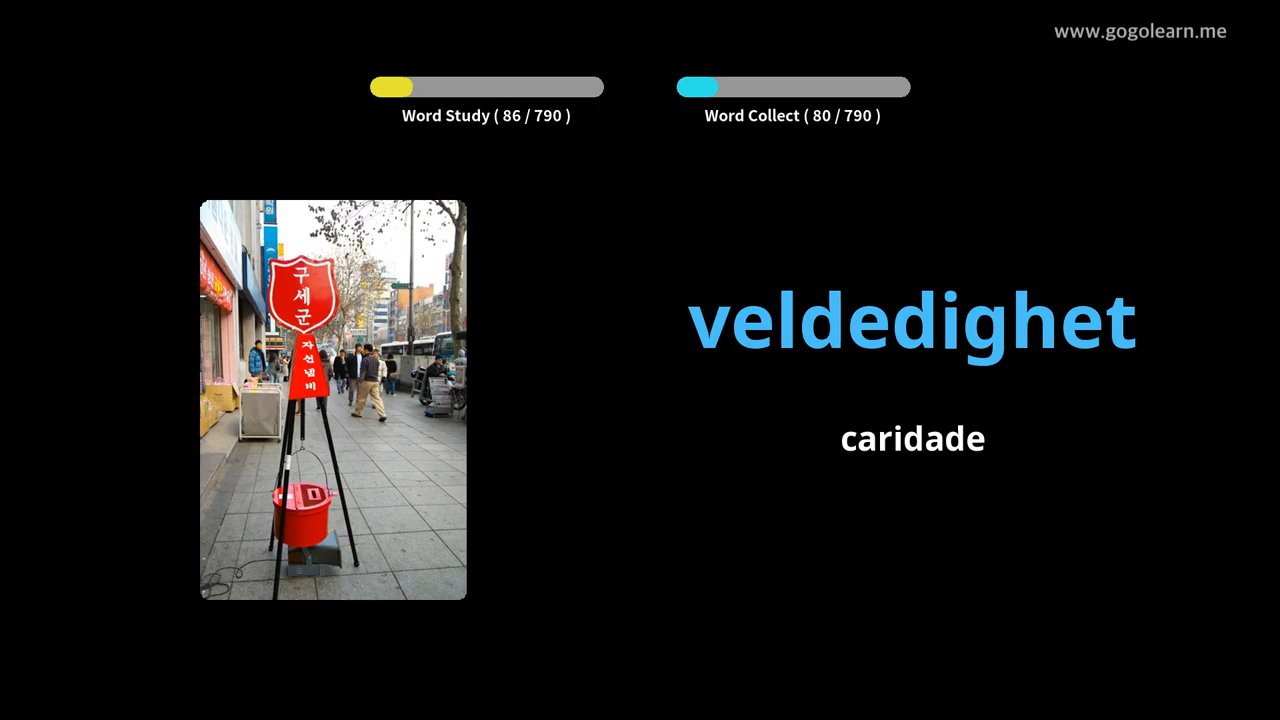 www.gogolearn.me
Word Study ( 86 / 790 )
Word Collect ( 80 / 790 )
구
세
군
자
선
냄
비
veldedighet
caridade